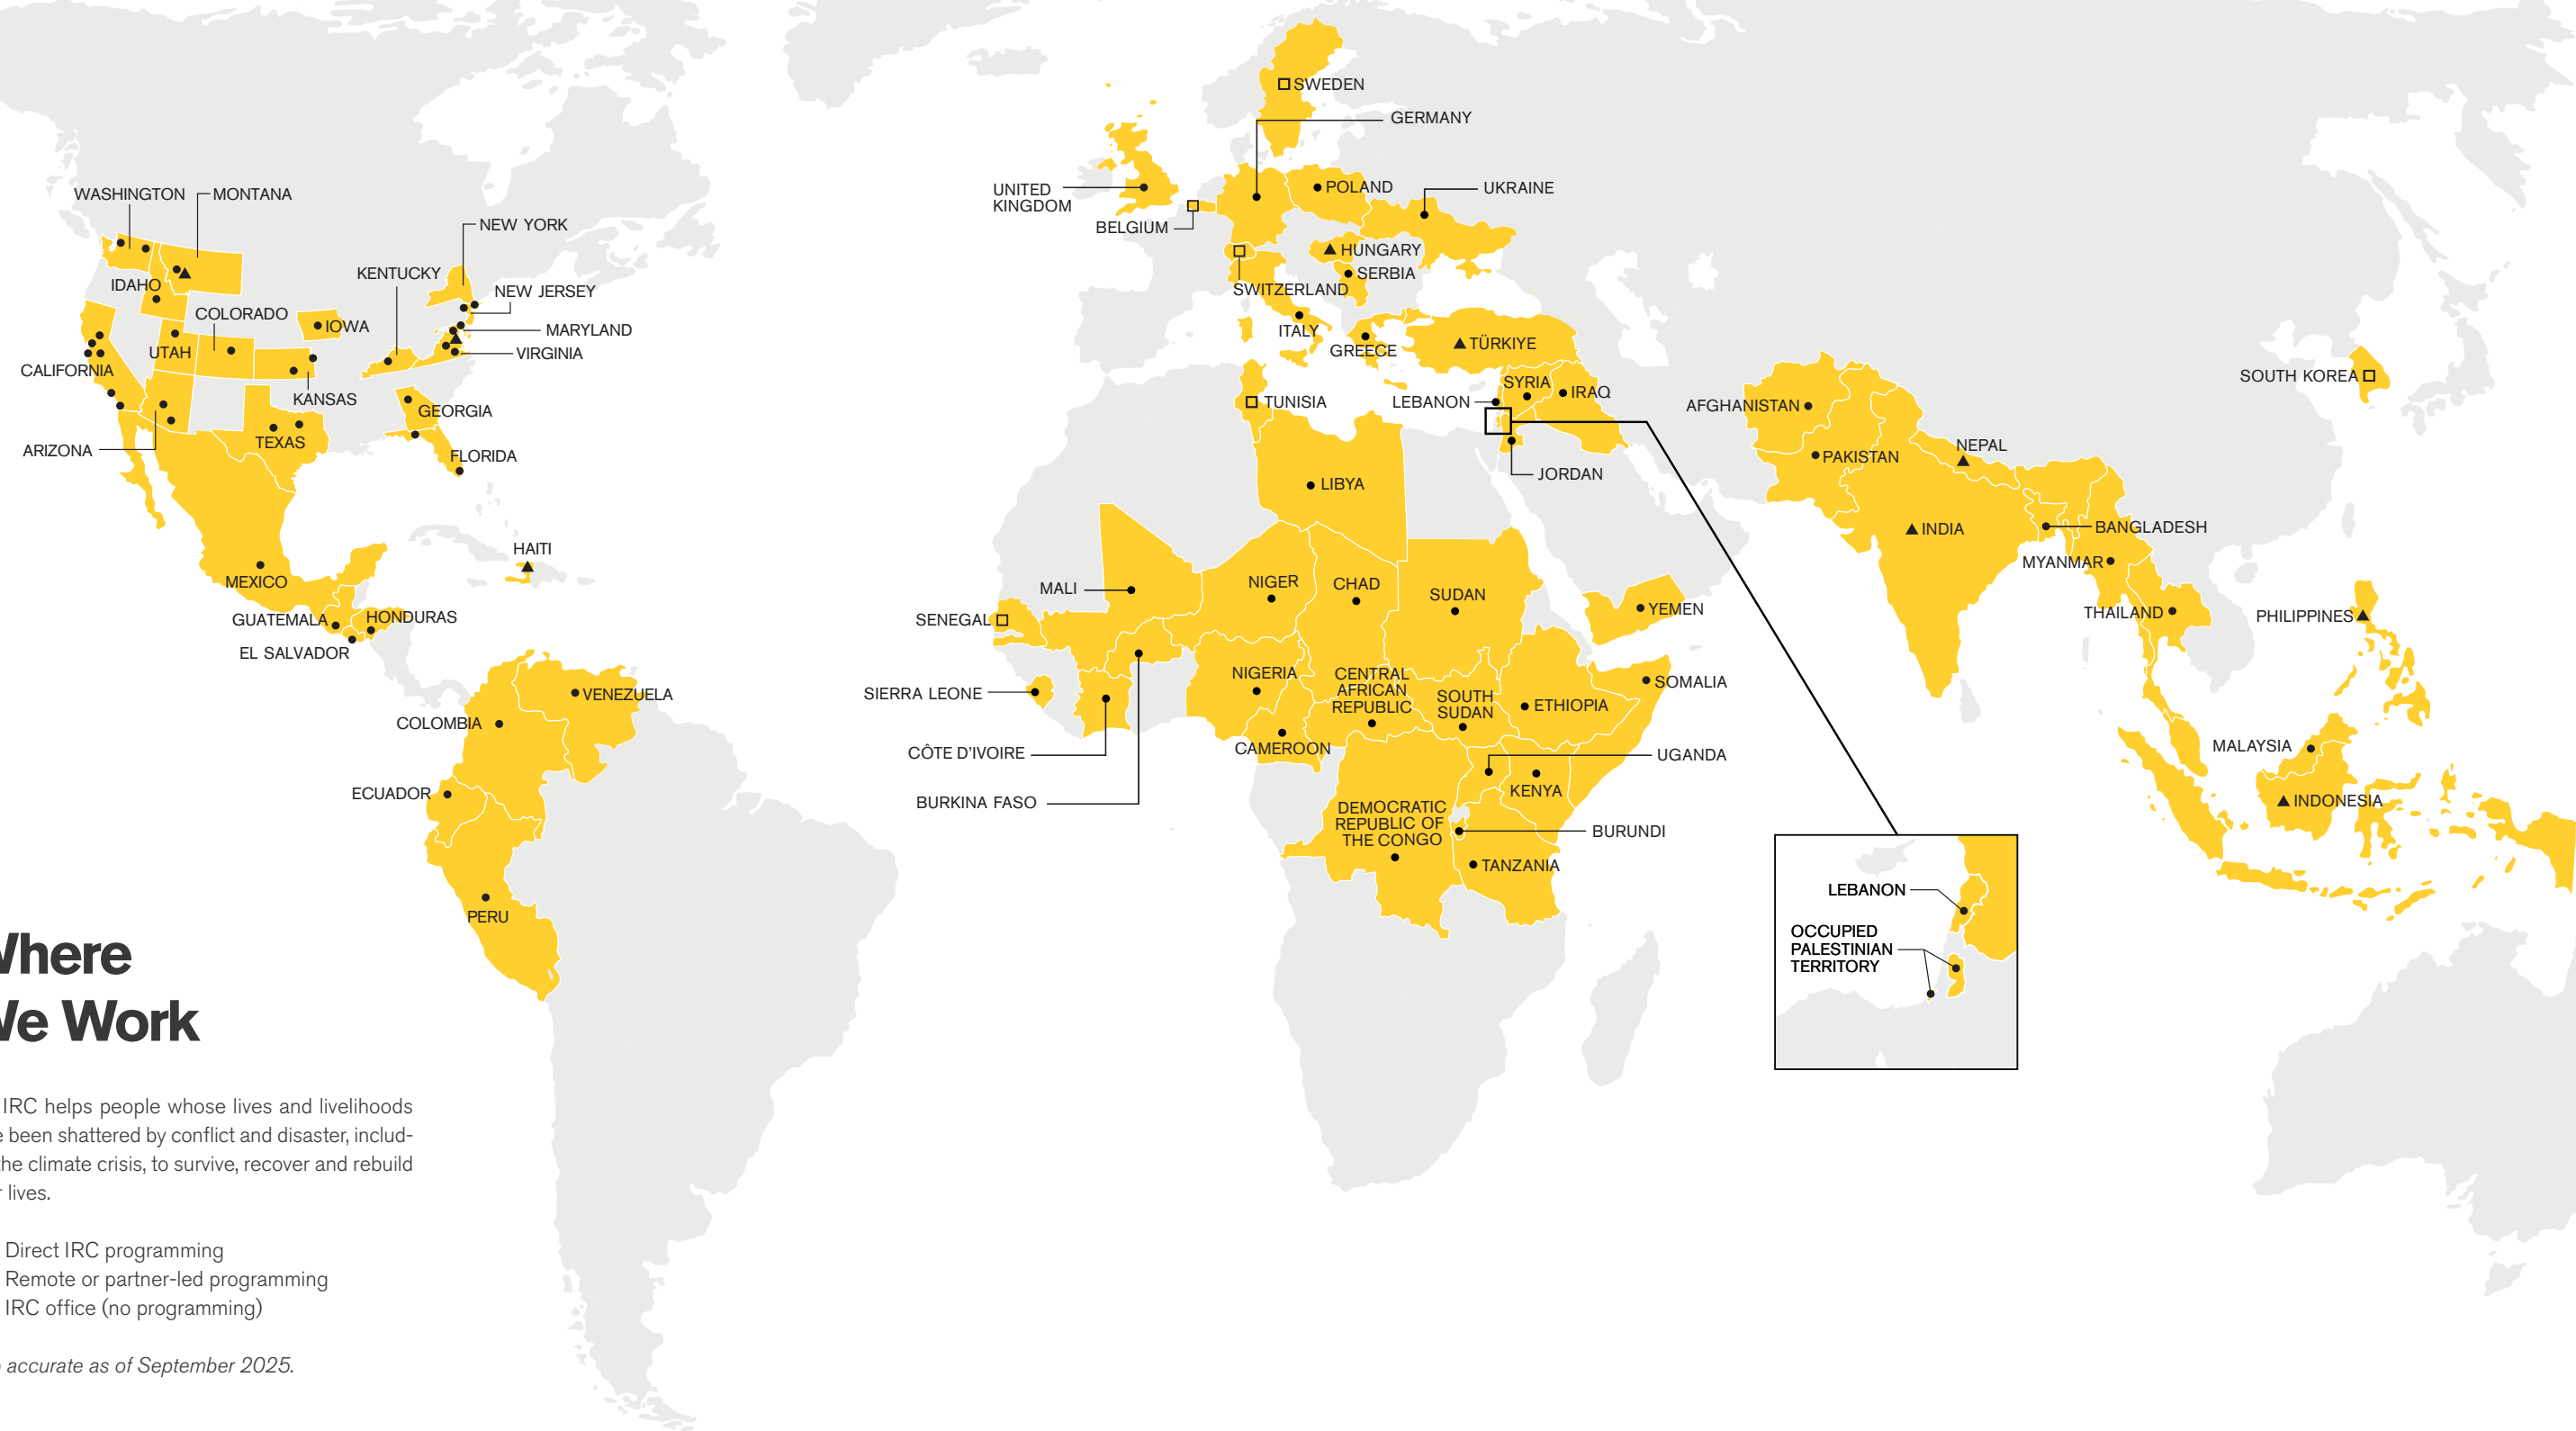 SWEDEN
GERMANY
UNITED
KINGDOM
POLAND
UKRAINE
BELGIUM
HUNGARY
SERBIA
SWITZERLAND
ITALY
GREECE
TÜRKIYE
WASHINGTON
MONTANA
NEW YORK
IDAHO
KENTUCKY
NEW JERSEY
COLORADO
IOWA
MARYLAND
UTAH
VIRGINIA
CALIFORNIA
KANSAS
GEORGIA
ARIZONA
TEXAS
FLORIDA
TUNISIA
LEBANON
SYRIA
IRAQ
JORDAN
LIBYA
AFGHANISTAN
PAKISTAN
NEPAL
INDIA
BANGLADESH
MYANMAR
THAILAND
SOUTH KOREA
PHILIPPINES
MALAYSIA
INDONESIA
HAITI
MEXICO
GUATEMALA
HONDURAS
EL SALVADOR
VENEZUELA
COLOMBIA
ECUADOR
PERU
MALI
NIGER
CHAD
SUDAN
YEMEN
SENEGAL
SIERRA LEONE
NIGERIA
CENTRAL
AFRICAN
REPUBLIC
SOUTH
SUDAN
ETHIOPIA
SOMALIA
CÔTE D'IVOIRE
CAMEROON
UGANDA
KENYA
BURKINA FASO
DEMOCRATIC
REPUBLIC OF
THE CONGO
BURUNDI
TANZANIA
LEBANON
OCCUPIED
PALESTINIAN
TERRITORY
Where
We Work
IRC helps people whose lives and livelihoods
been shattered by conflict and disaster, includ-
the climate crisis, to survive, recover and rebuild
lives.
Direct IRC programming
Remote or partner-led programming
IRC office (no programming)
accurate as of September 2025.